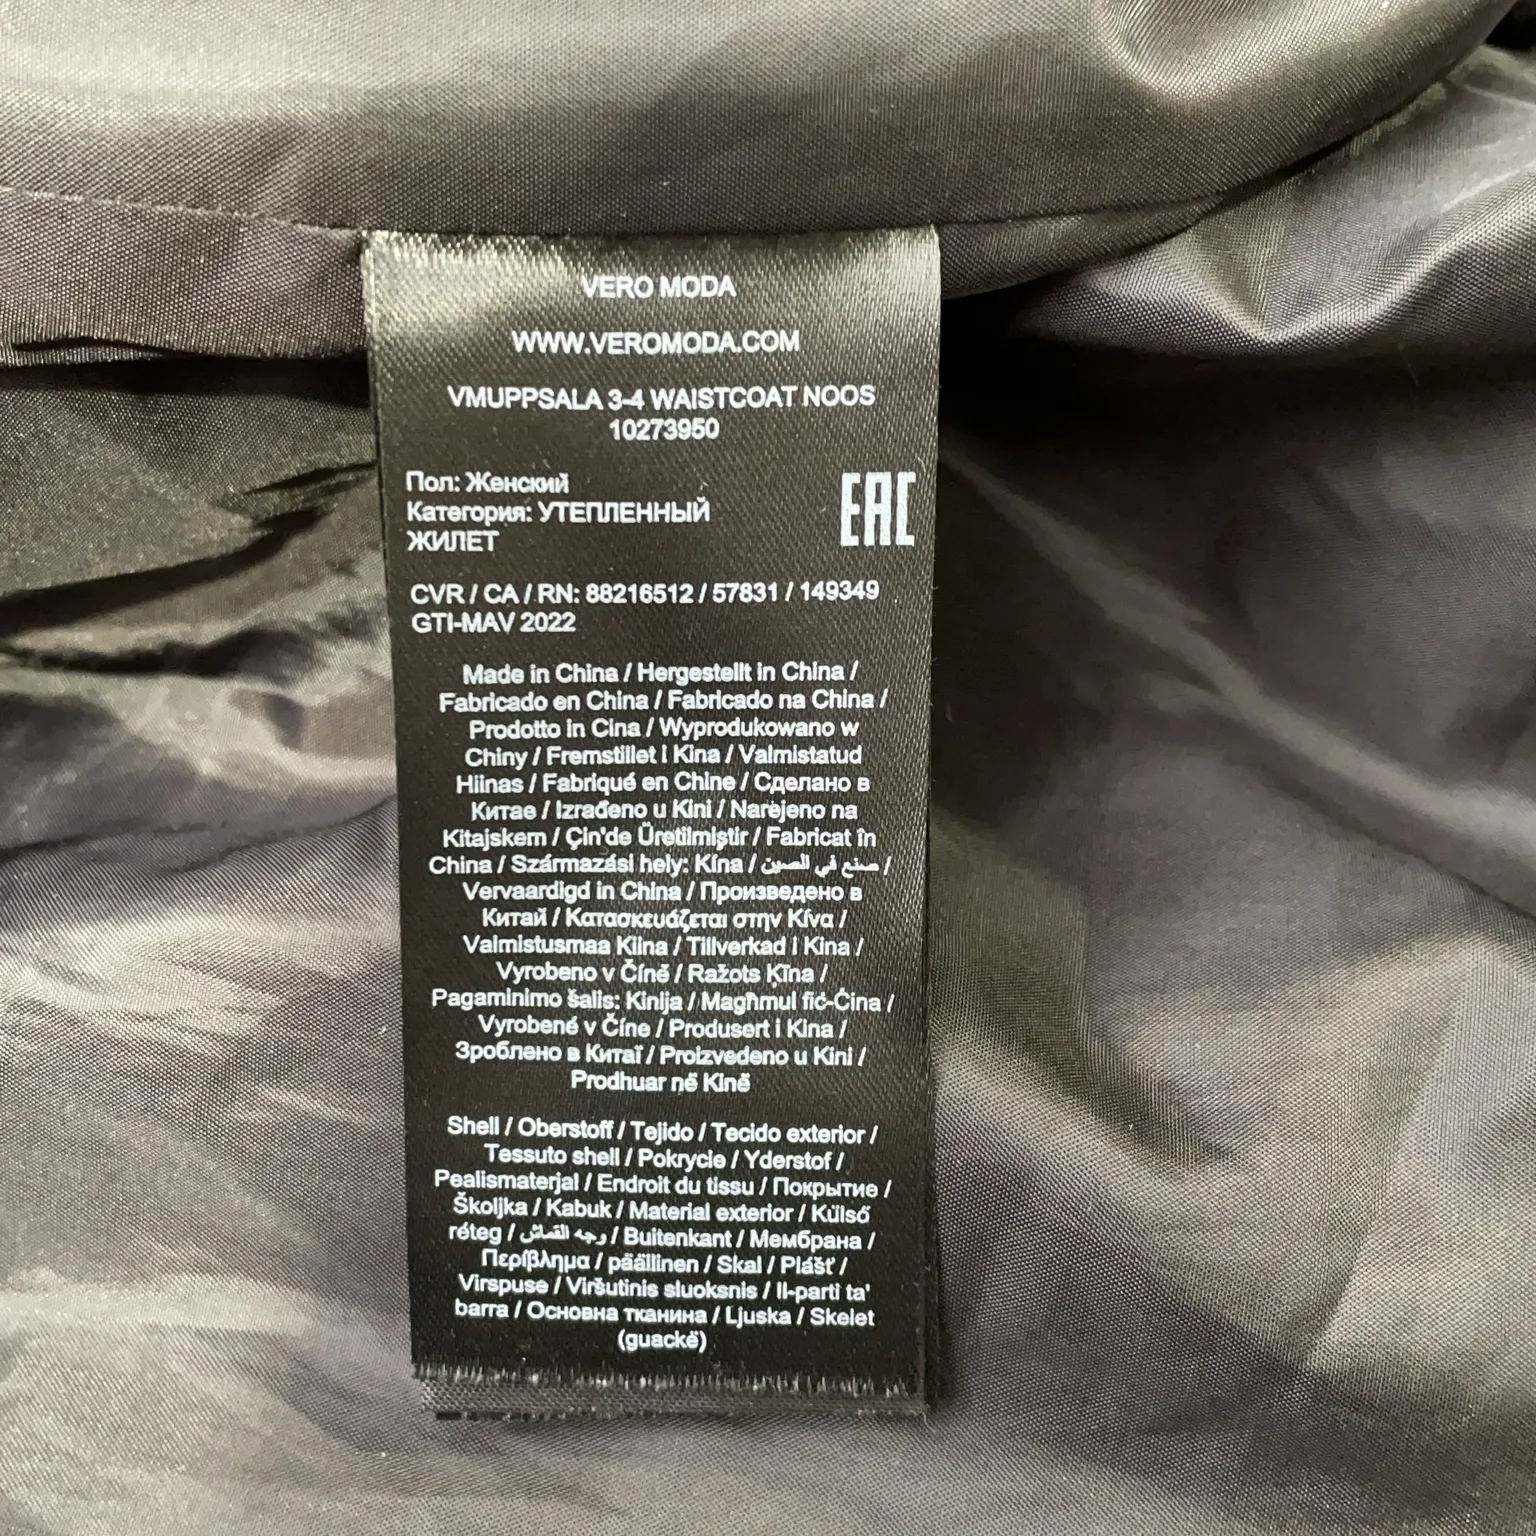 VERO MODA
WWW.VEROMODA.COM
VMUPPSALA 3-4 WAISTCOAT NOOS
10273950
Пол: Женский
Категория: УТЕПЛЕННЫЙ
ЖИЛЕТ
EAC
CVR / CA / RN: 88216512 / 57831 / 149349
GTI-MAV 2022
Made in China / Hergestellt in China /
Fabricado en China / Fabricado na China /
Prodotto in Cina / Wyprodukowano w
Chiny / Fremstillet i Kina / Valmistatud
Hiinas / Fabriqué en Chine / Сделано в
Китае / Izrađeno u Kini / Narejeno na
Kitajskem / Çin'de Üretilmiştir / Fabricat în
China / Származási hely: Kína / صنع في الصين /
Vervaardigd in China / Произведено в
Китай / Κατασκευάζεται στην Κίνα /
Valmistusmaa Kiina / Tillverkad i Kina /
Vyrobeno v Číně / Ražots Ķīna /
Pagaminimo šalis: Kinija / Magħmul fiċ-Ċina /
Vyrobené v Číne / Produsert i Kina /
Зроблено в Китаї / Proizvedeno u Kini /
Prodhuar në Kinë
Shell / Oberstoff / Tejido / Tecido exterior /
Tessuto shell / Pokrycie / Yderstof /
Pealismaterjal / Endroit du tissu / Покрытие /
Školjka / Kabuk / Material exterior / Külső
réteg / وجه القماش / Buitenkant / Мембрана /
Περίβλημα / päällinen / Skal / Plášť /
Virspuse / Viršutinis sluoksnis / Il-parti ta'
barra / Основна тканина / Ljuska / Skelet
(guackë)